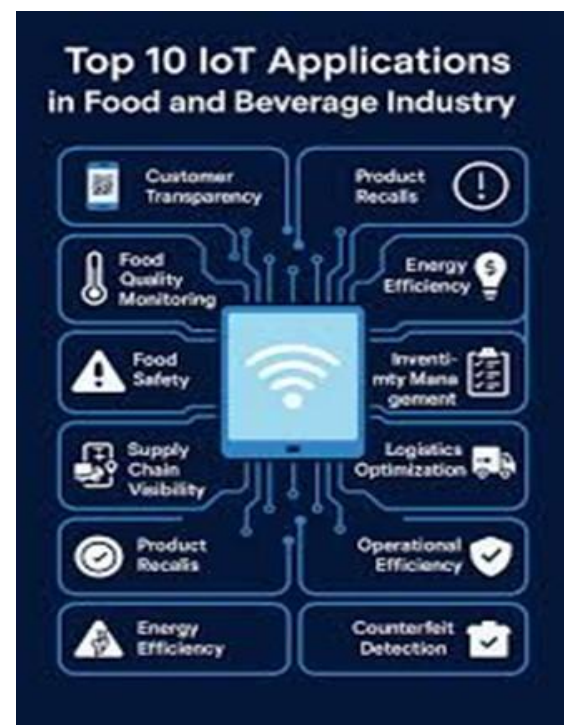 Top 10 IoT Applications
in Food and Beverage Industry
Customer
Transparency
Product
Recalls
Food
Quality
Monitoring
Energy
Efficiency
Food
Safety
Inventi-
mty Mana
gement
Supply
Chain
Visibility
Logistics
Optimization
Product
Recalls
Operational
Efficiency
Energy
Efficiency
Counterfeit
Detection